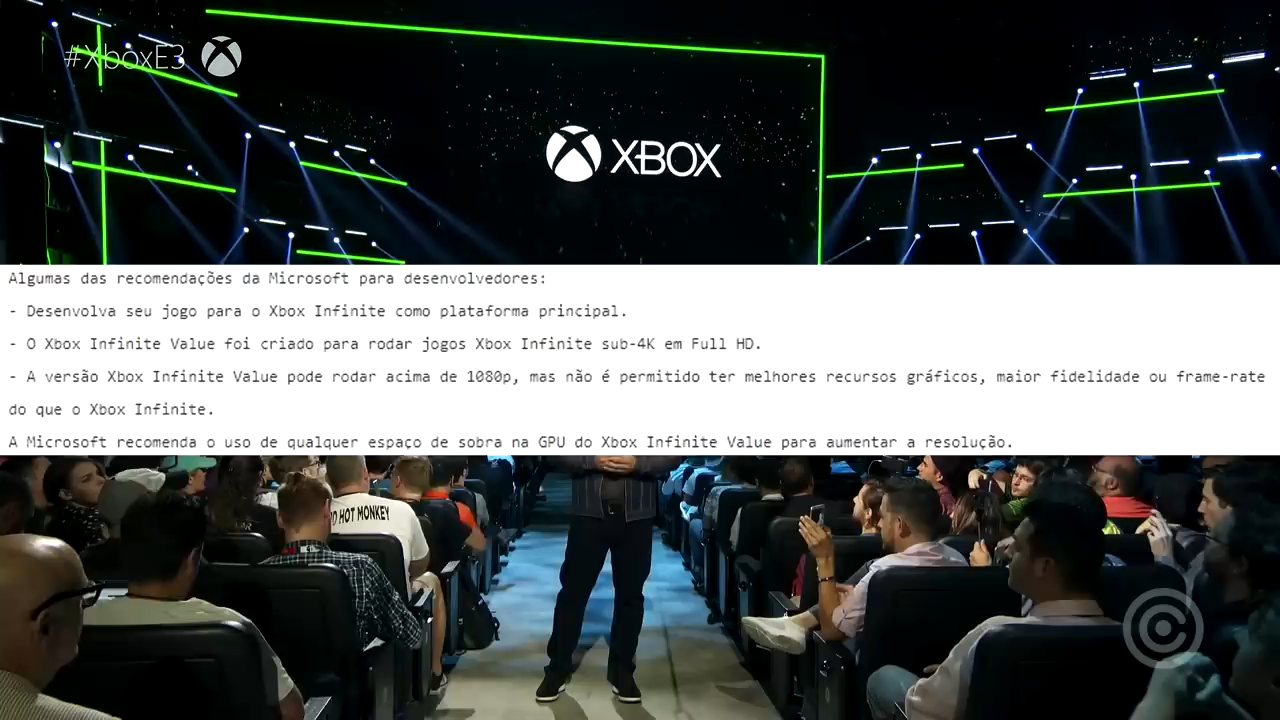 #XboxE3
XBOX
Algumas das recomendações da Microsoft para desenvolvedores:
- Desenvolva seu jogo para o Xbox Infinite como plataforma principal.
- O Xbox Infinite Value foi criado para rodar jogos Xbox Infinite sub-4K em Full HD.
- A versão Xbox Infinite Value pode rodar acima de 1080p, mas não é permitido ter melhores recursos gráficos, maior fidelidade ou frame-rate
do que o Xbox Infinite.
A Microsoft recomenda o uso de qualquer espaço de sobra na GPU do Xbox Infinite Value para aumentar a resolução.
HOT MONKEY